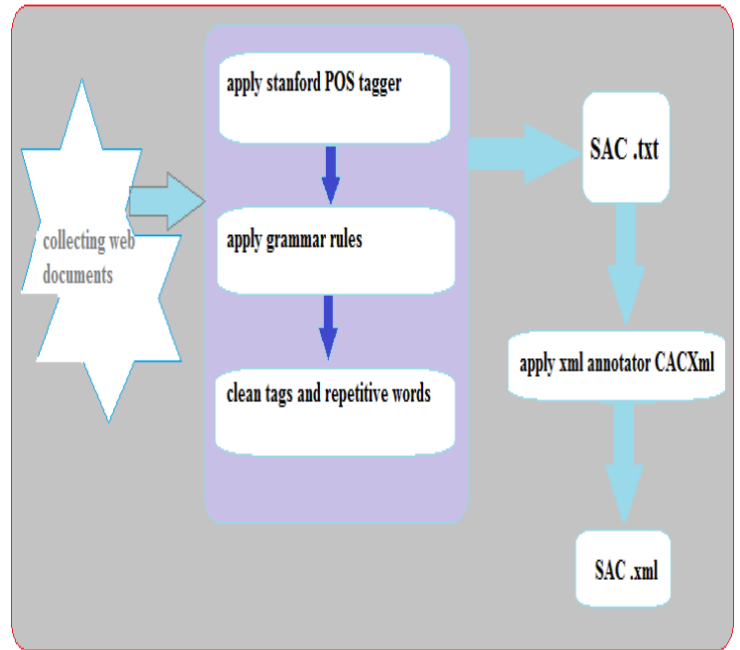 collecting web
documents
apply stanford POS tagger
apply grammar rules
clean tags and repetitive words
SAC .txt
apply xml annotator CACXml
SAC .xml